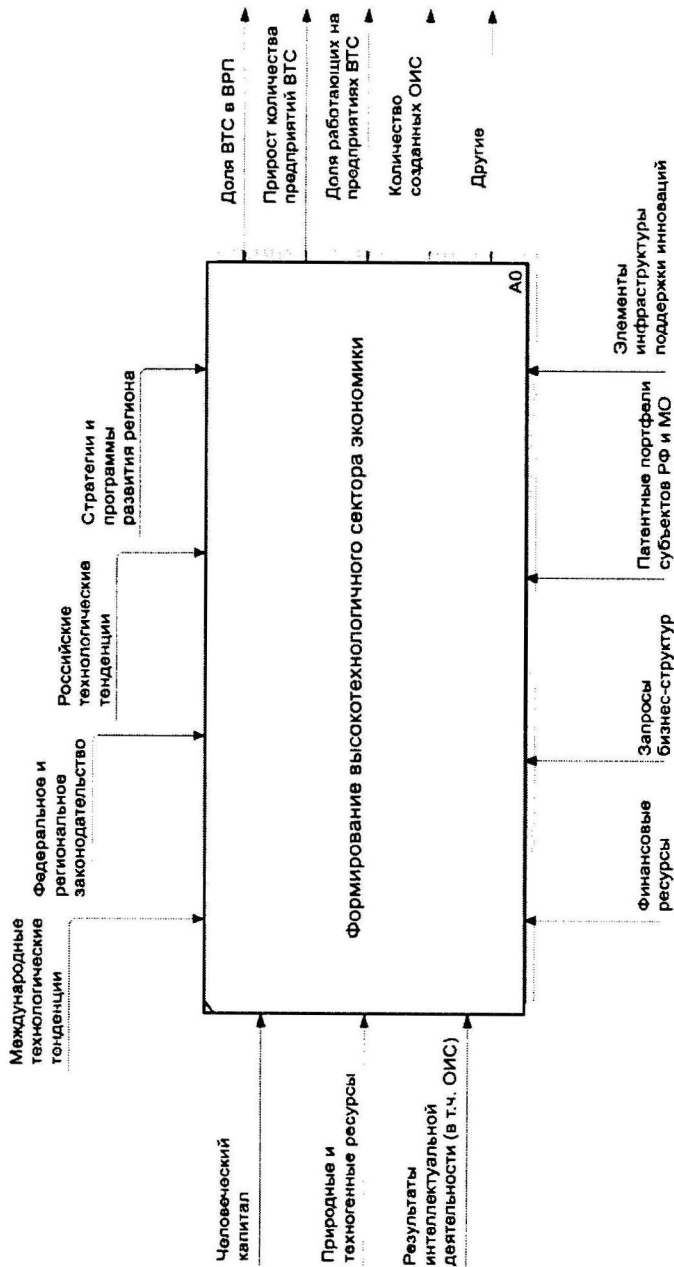 Международные
технологические
тенденции
Федеральное и
региональное
законодательство
Российские
технологические
тенденции
Стратегии и
программы
развития региона
Человеческий
капитал
Природные и
техногенные ресурсы
Результаты
интеллектуальной
деятельности (в т.ч. ОИС)
Формирование высокотехнологичного сектора экономики
A0
Доля ВТС в ВРП
Прирост количества
предприятий ВТС
Доля работающих на
предприятиях ВТС
Количество
созданных ОИС
Другие
Финансовые
ресурсы
Запросы
бизнес-структур
Патентные портфели
субъектов РФ и МО
Элементы
инфраструктуры
поддержки инноваций